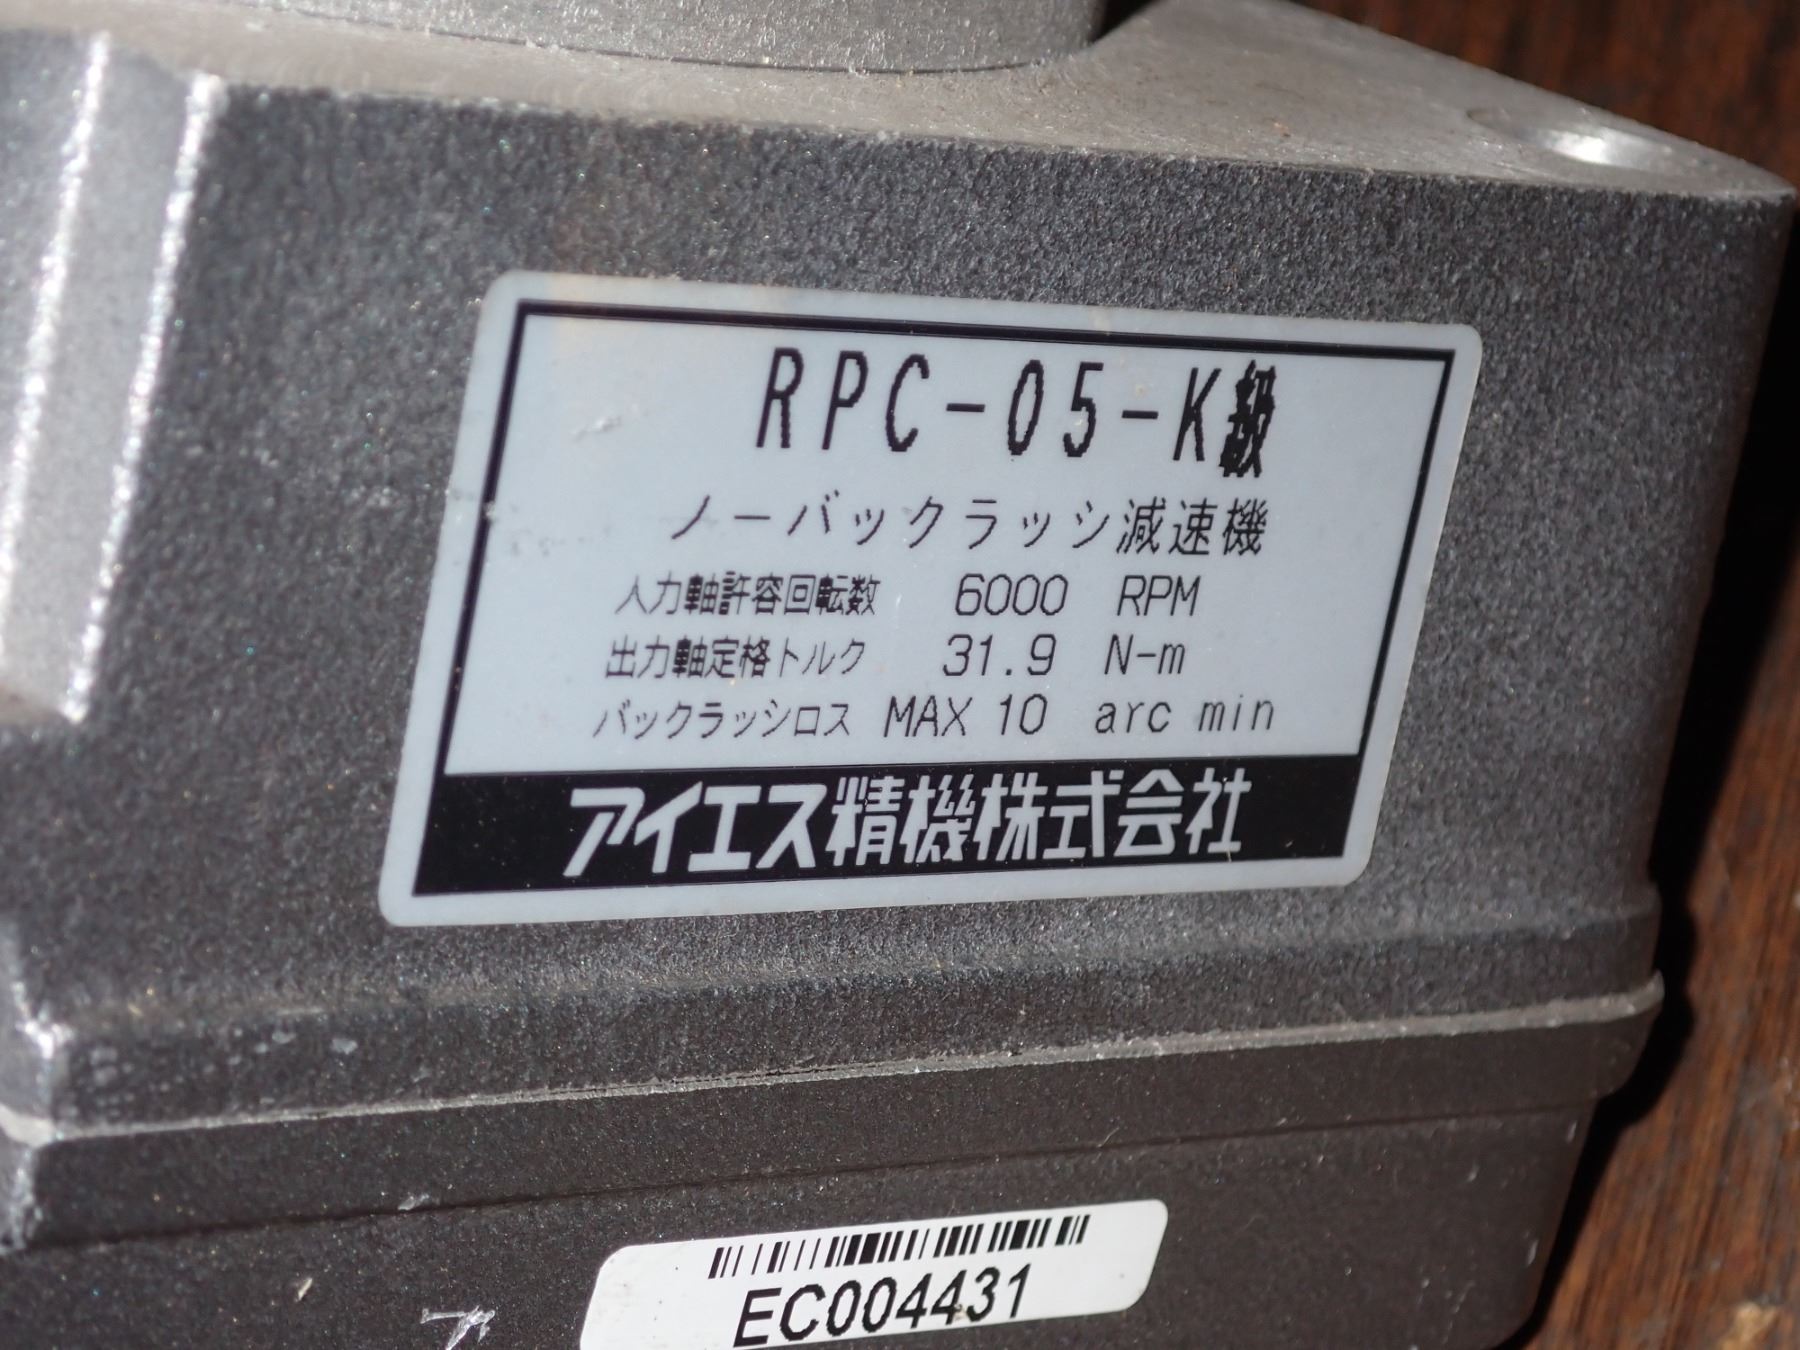 RPC-05-K級
ノーバックラッシ減速機
入力軸許容回転数 6000 RPM
出力軸定格トルク 31.9 N-m
バックラッシロス MAX 10 arc min
アイエス精機株式会社
EC004431